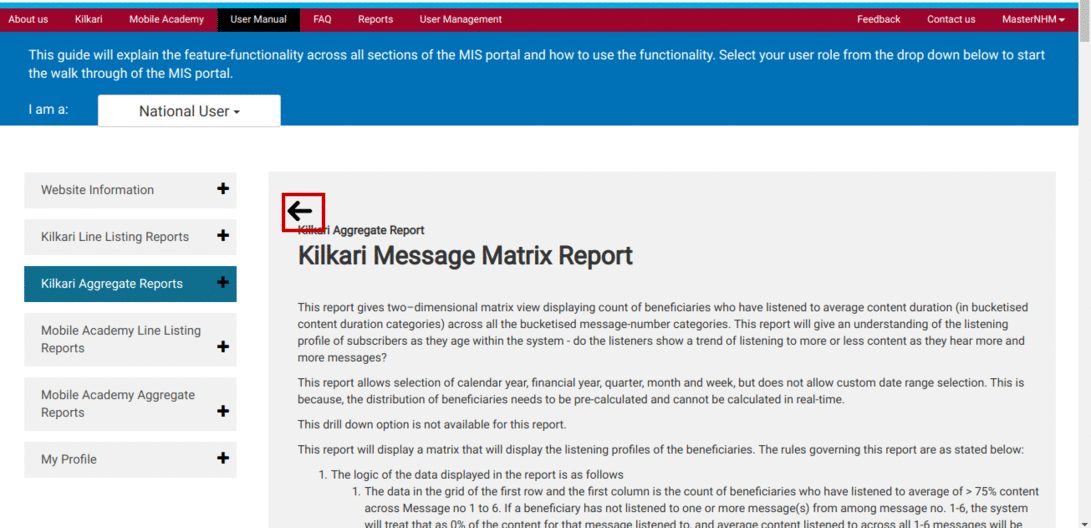 About us Kilkari Mobile Academy User Manual FAQ Reports User Management Feedback Contact us MasterNHM
This guide will explain the feature-functionality across all sections of the MIS portal and how to use the functionality. Select your user role from the drop down below to start
the walk through of the MIS portal.
I am a: National User
Website Information
Kilkari Line Listing Reports
Kilkari Aggregate Reports
Mobile Academy Line Listing
Reports
Mobile Academy Aggregate
Reports
My Profile
Kilkari Aggregate Report
Kilkari Message Matrix Report
This report gives two–dimensional matrix view displaying count of beneficiaries who have listened to average content duration (in bucketised
content duration categories) across all the bucketised message-number categories. This report will give an understanding of the listening
profile of subscribers as they age within the system - do the listeners show a trend of listening to more or less content as they hear more and
more messages?
This report allows selection of calendar year, financial year, quarter, month and week, but does not allow custom date range selection. This is
because, the distribution of beneficiaries needs to be pre-calculated and cannot be calculated in real-time.
This drill down option is not available for this report.
This report will display a matrix that will display the listening profiles of the beneficiaries. The rules governing this report are as stated below:
1. The logic of the data displayed in the report is as follows
1. The data in the grid of the first row and the first column is the count of beneficiaries who have listened to average of > 75% content
across Message no 1 to 6. If a beneficiary has not listened to one or more message(s) from among message no. 1-6, the system
will treat that as 0% of the content for that message listened to, and average content listened to across all 1-6 messages will be